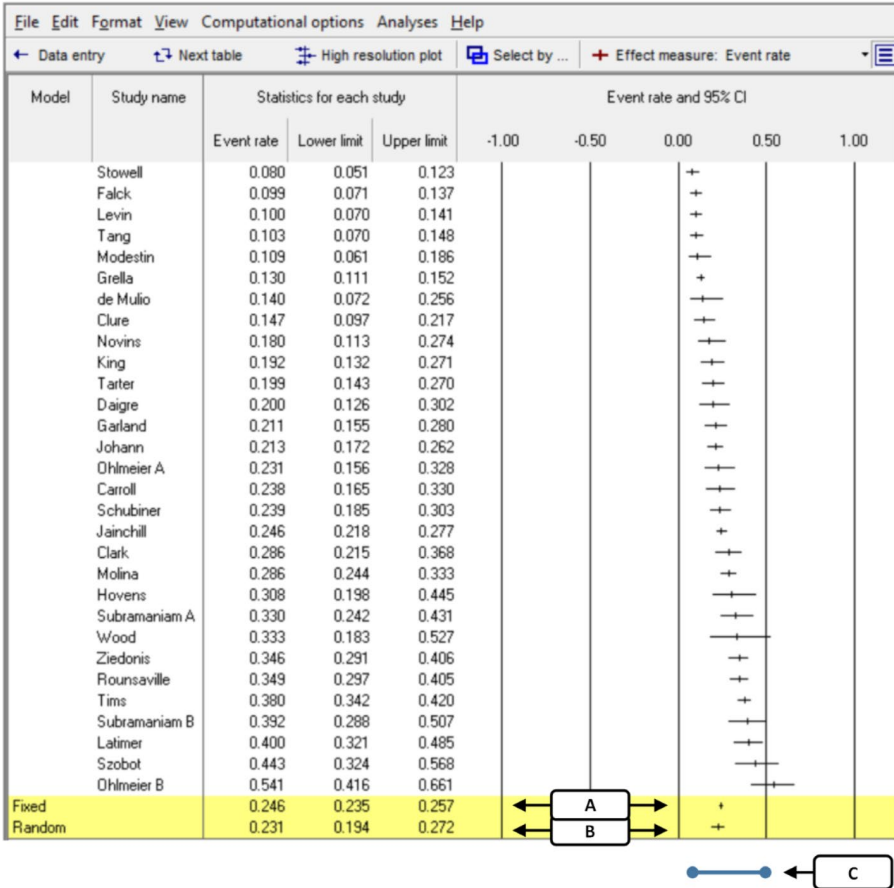 File Edit Format View Computational options Analyses Help
Data entry Next table High resolution plot Select by ... Effect measure: Event rate
Model Study name Statistics for each study Event rate and 95% CI
Event rate Lower limit Upper limit -1.00 -0.50 0.00 0.50 1.00
Stowell 0.080 0.051 0.123
Falck 0.099 0.071 0.137
Levin 0.100 0.070 0.141
Tang 0.103 0.070 0.148
Modestin 0.109 0.061 0.186
Grella 0.130 0.111 0.152
de Mulio 0.140 0.072 0.256
Clure 0.147 0.097 0.217
Novins 0.180 0.113 0.274
King 0.192 0.132 0.271
Tarter 0.199 0.143 0.270
Daigre 0.200 0.126 0.302
Garland 0.211 0.155 0.280
Johann 0.213 0.172 0.262
Ohlmeier A 0.231 0.156 0.328
Carroll 0.238 0.165 0.330
Schubiner 0.239 0.185 0.303
Jainchill 0.246 0.218 0.277
Clark 0.286 0.215 0.368
Molina 0.286 0.244 0.333
Hovens 0.308 0.198 0.445
Subramaniam A 0.330 0.242 0.431
Wood 0.333 0.183 0.527
Ziedonis 0.346 0.291 0.406
Rounsaville 0.349 0.297 0.405
Tims 0.380 0.342 0.420
Subramaniam B 0.392 0.288 0.507
Latimer 0.400 0.321 0.485
Szobot 0.443 0.324 0.568
Ohlmeier B 0.541 0.416 0.661
Fixed 0.246 0.235 0.257 A
Random 0.231 0.194 0.272 B
C